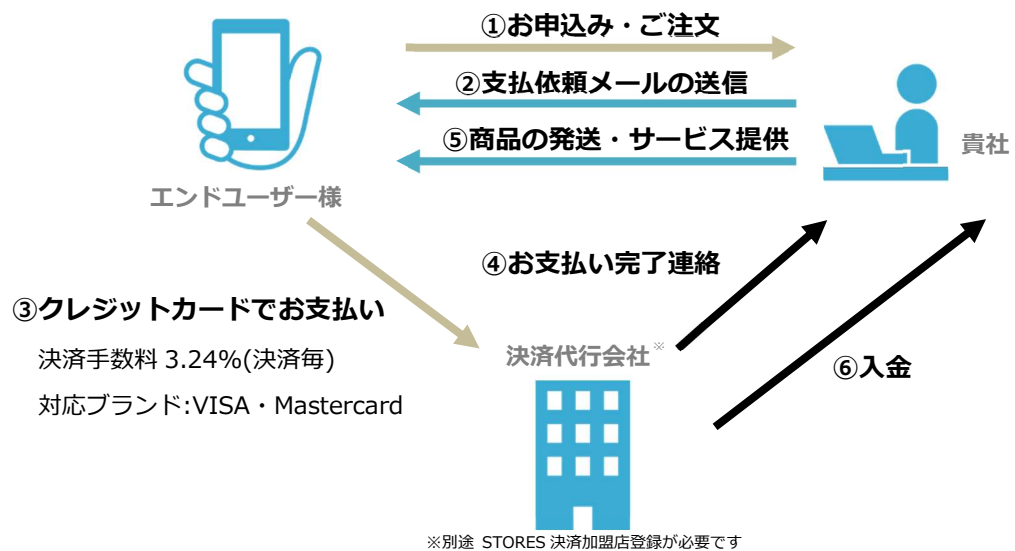 ①お申込み・ご注文
②支払依頼メールの送信
⑤商品の発送・サービス提供
貴社
エンドユーザー様
④お支払い完了連絡
③クレジットカードでお支払い
決済手数料 3.24%(決済毎)
対応ブランド:VISA・Mastercard
決済代行会社※
⑥入金
※別途 STORES 決済加盟店登録が必要です